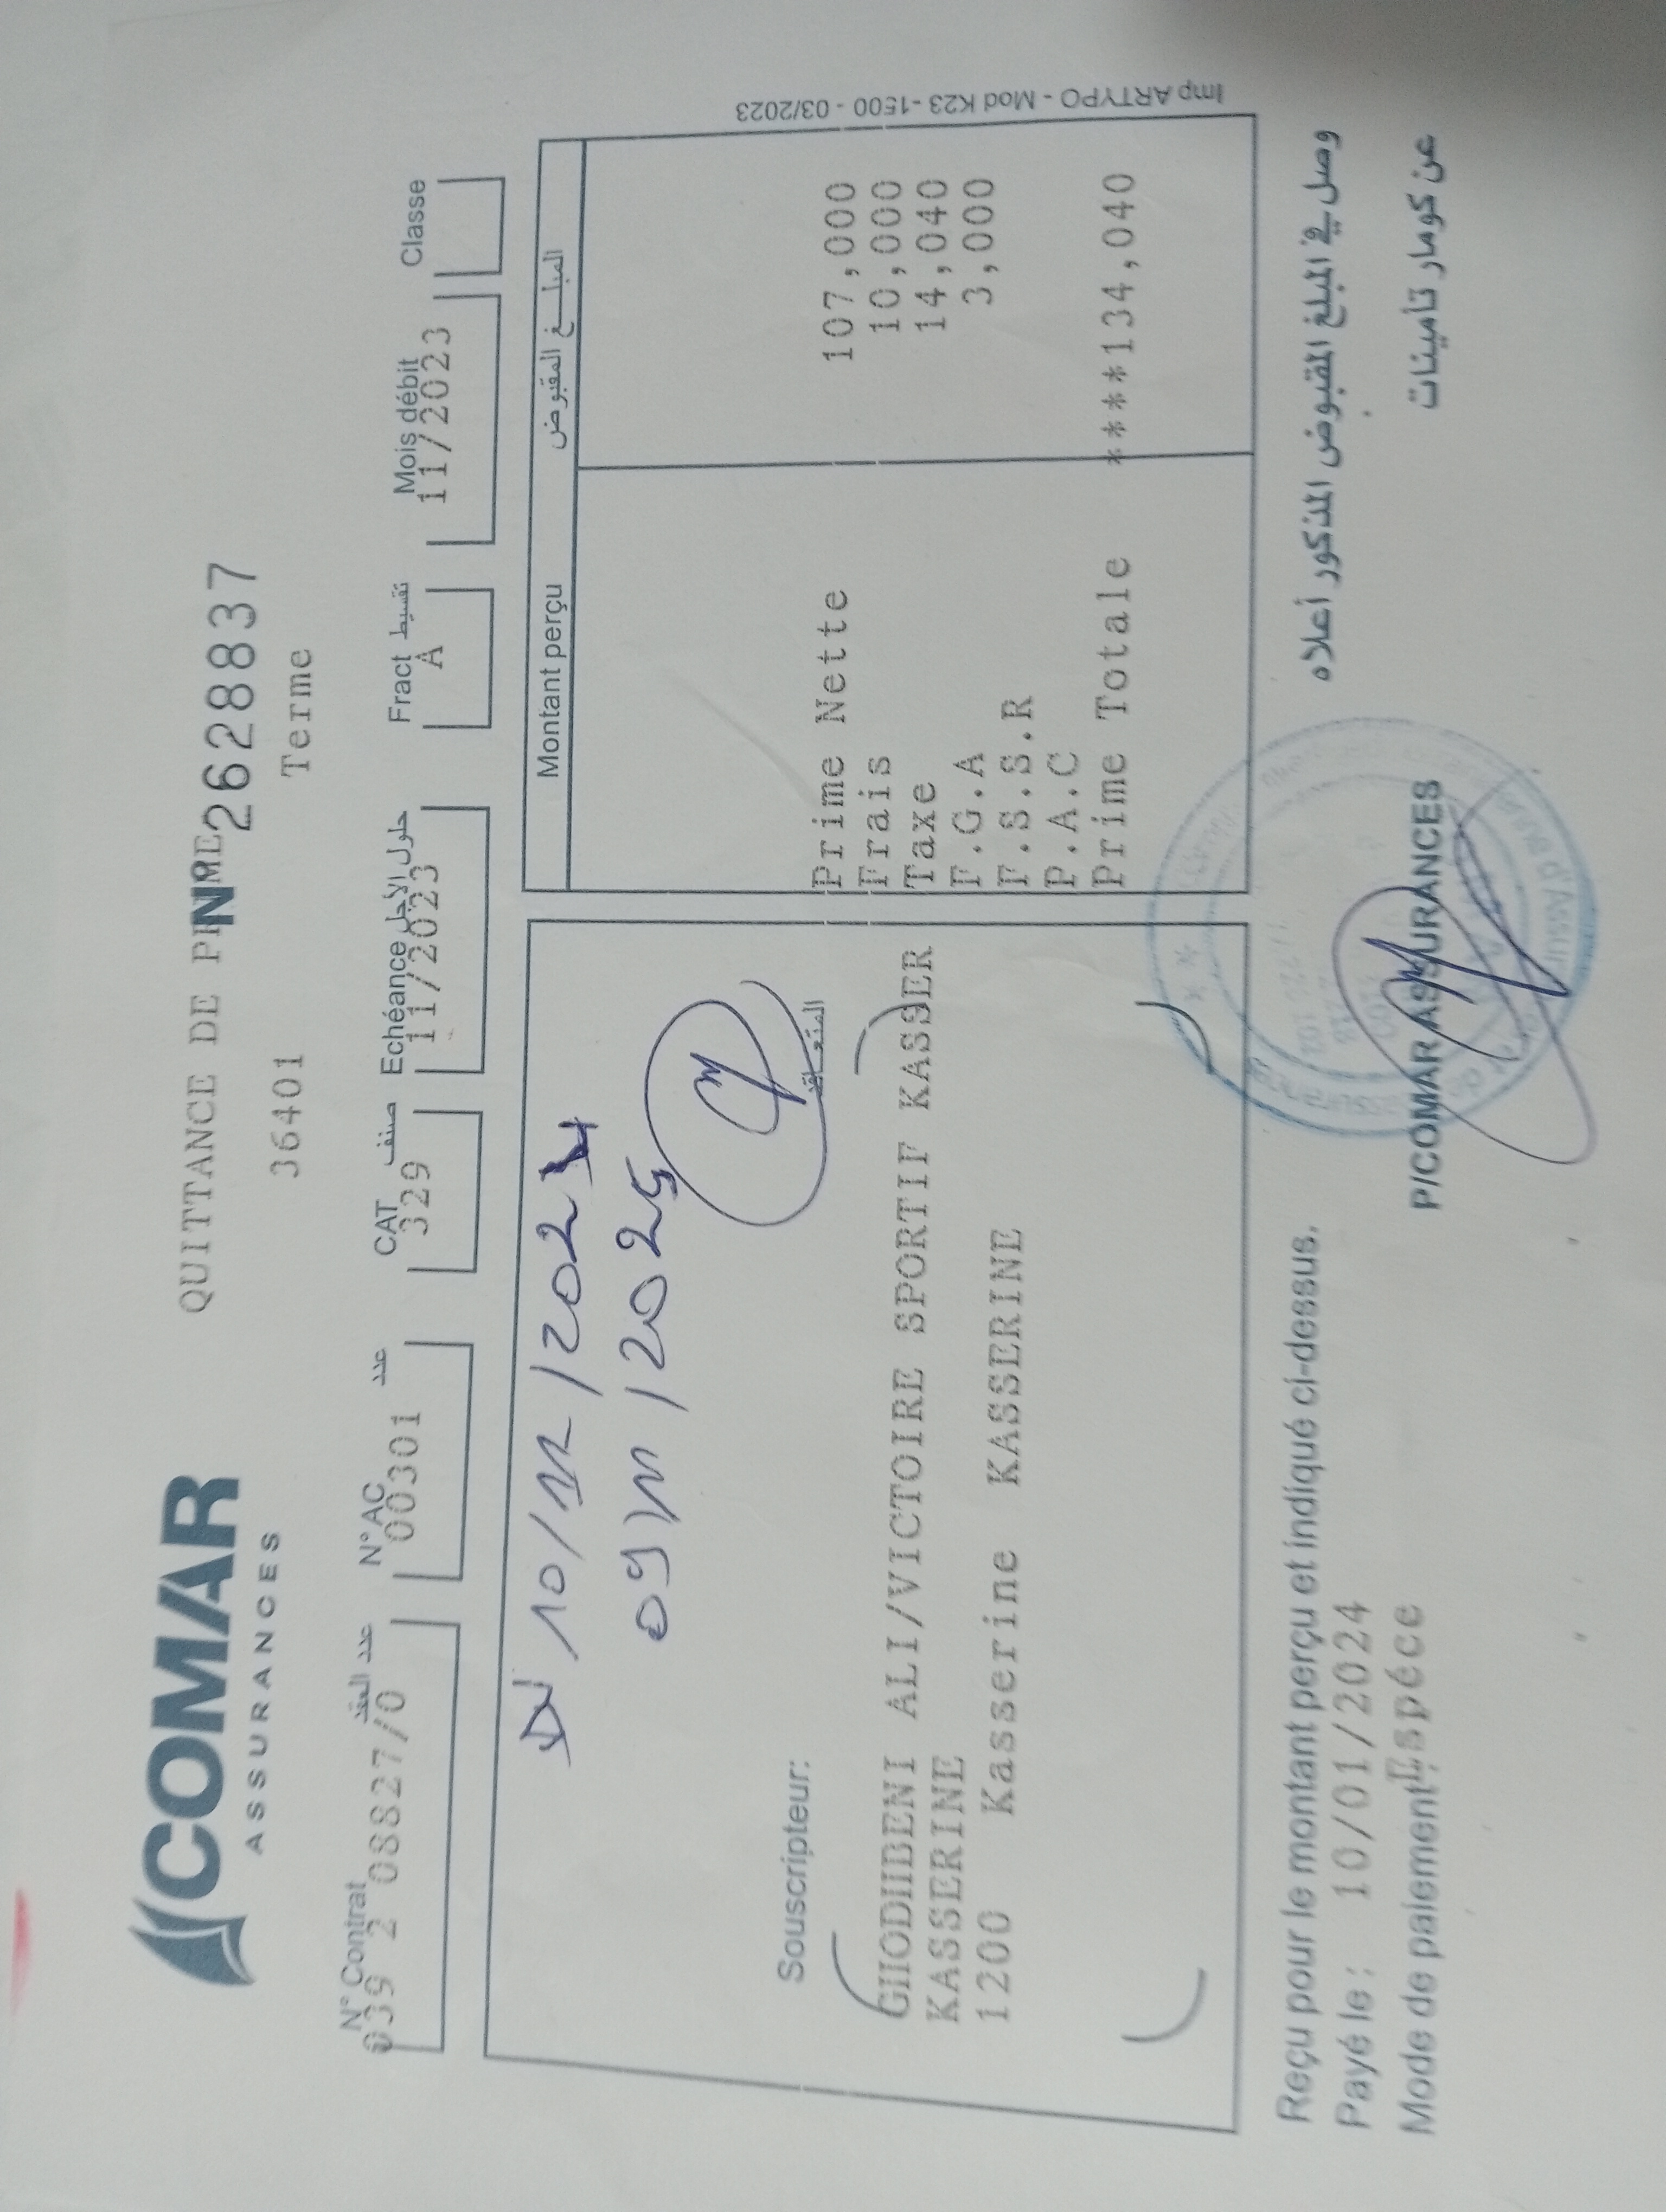 COMAR
ASSURANCES
QUITTANCE DE PRIME
N° 2628837
36401 Terme
N° Contrat عدد العقد
039 2 08827/0
N°AC عدد
00301
CAT صنف
329
Echéance حلول الأجل
11/2023
Fract تقسيط
A
Mois débit
11/2023
Classe
10/11/2024
09/11/2025
Souscripteur: المتعاقد
GHODHBENI ALI/VICTOIRE SPORTIF KASSER
KASSERINE
1200 Kasserine KASSERINE
Montant perçu المبلــغ المقبوض
Prime Nette 107,000
Frais 10,000
Taxe 14,040
F.G.A 3,000
F.S.S.R
P.A.C
Prime Totale ****134,040
Imp ARTYPO - Mod K23 -1500 - 03/2023
Reçu pour le montant perçu et indiqué ci-dessus.
وصل في المبلغ المقبوض المذكور أعلاه
Payé le : 10/01/2024
Mode de paiement: Espéce
P/COMAR ASSURANCES
عن كومار تأمينات